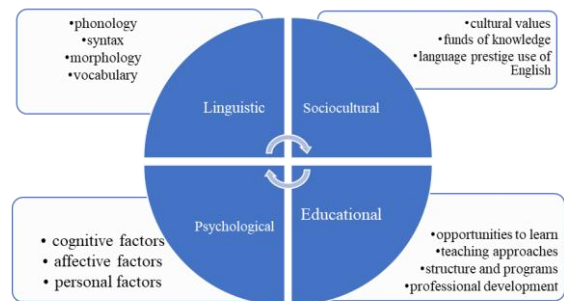 •phonology
•syntax
•morphology
•vocabulary
•cultural values
•funds of knowledge
•language prestige use of
English
Linguistic
Sociocultural
Psychological
Educational
• cognitive factors
• affective factors
• personal factors
•opportunities to learn
•teaching approaches
•structure and programs
•professional development